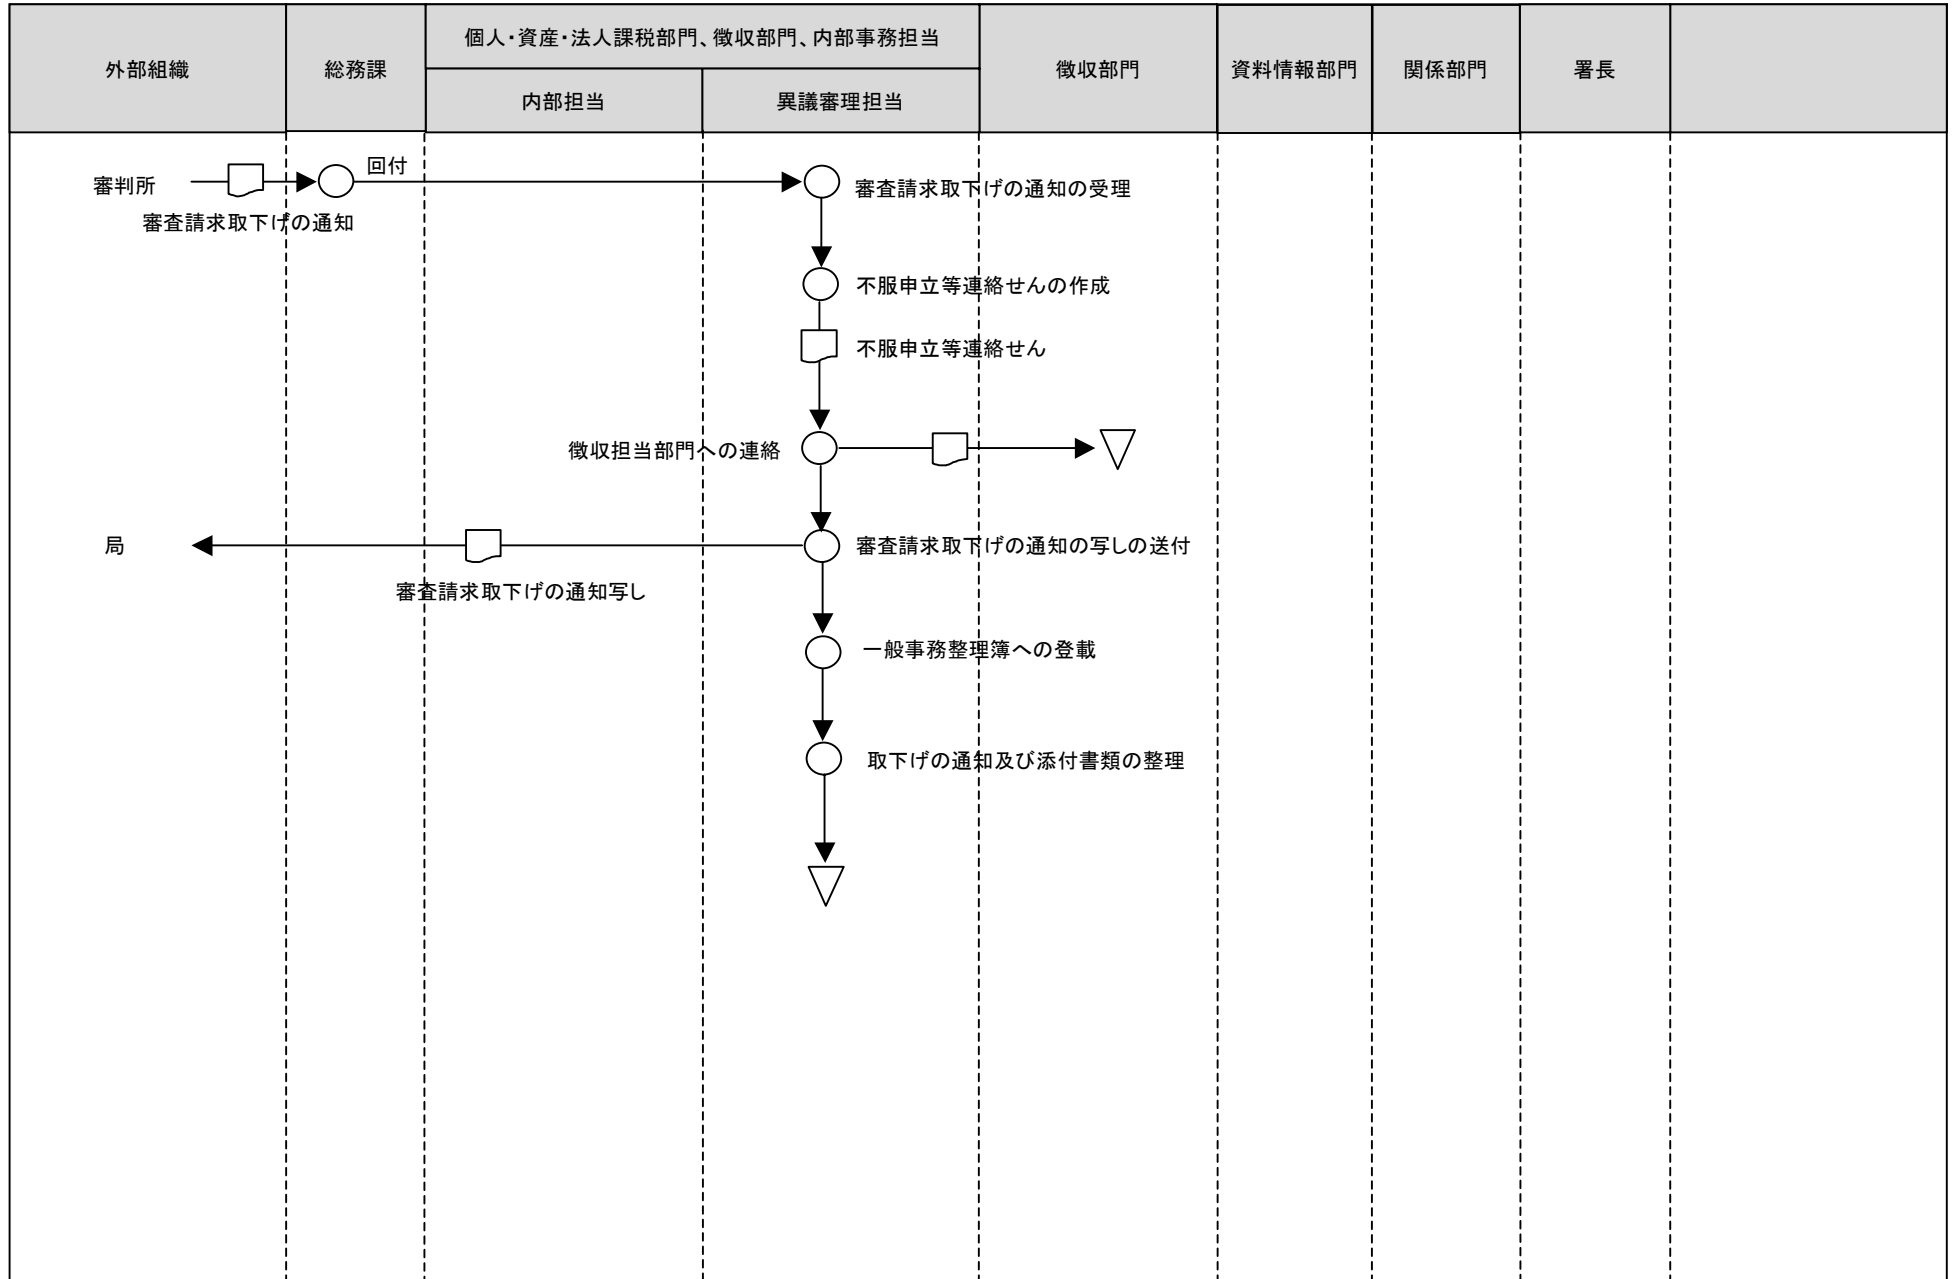 外部組織
総務課
個人・資産・法人課税部門、徴収部門、内部事務担当
内部担当
異議審理担当
徴収部門
資料情報部門
関係部門
署長
審判所
回付
審査請求取下げの通知の受理
審査請求取下げの通知
不服申立等連絡せんの作成
不服申立等連絡せん
徴収担当部門への連絡
局
審査請求取下げの通知の写しの送付
審査請求取下げの通知写し
一般事務整理簿への登載
取下げの通知及び添付書類の整理